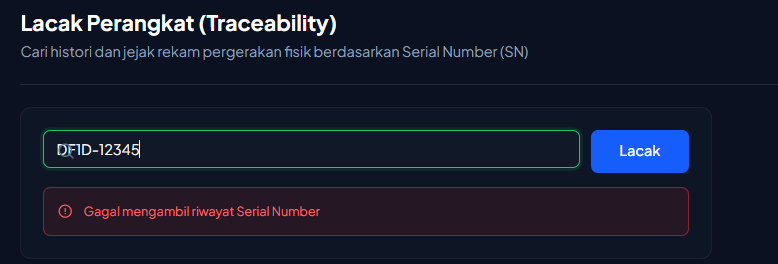 Lacak Perangkat (Traceability)
Cari histori dan jejak rekam pergerakan fisik berdasarkan Serial Number (SN)
DF1D-12345
Lacak
Gagal mengambil riwayat Serial Number